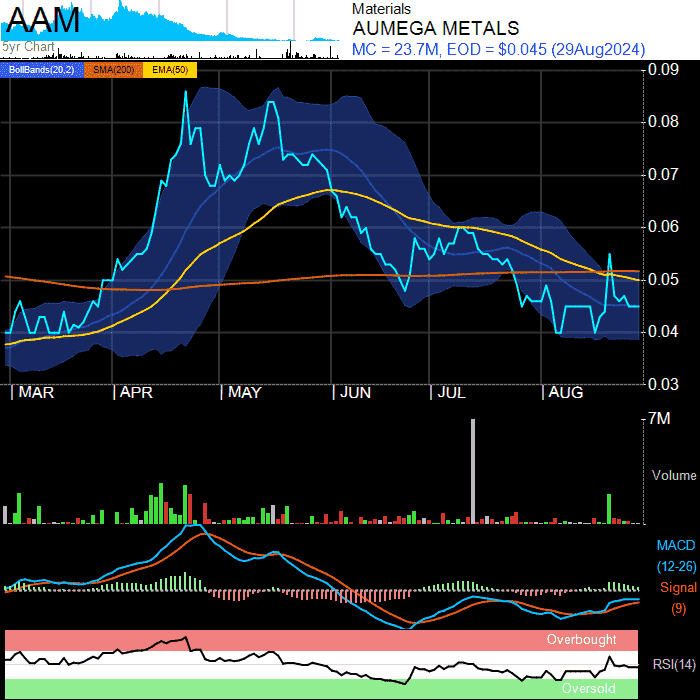 AAM
5yr Chart
Materials
AUMEGA METALS
MC = 23.7M, EOD = $0.045 (29Aug2024)
BollBands(20,2) SMA(200) EMA(50)
0.09
0.08
0.07
0.06
0.05
0.04
0.03
MAR APR MAY JUN JUL AUG
7M
Volume
MACD
(12-26)
Signal
(9)
Overbought
RSI(14)
Oversold